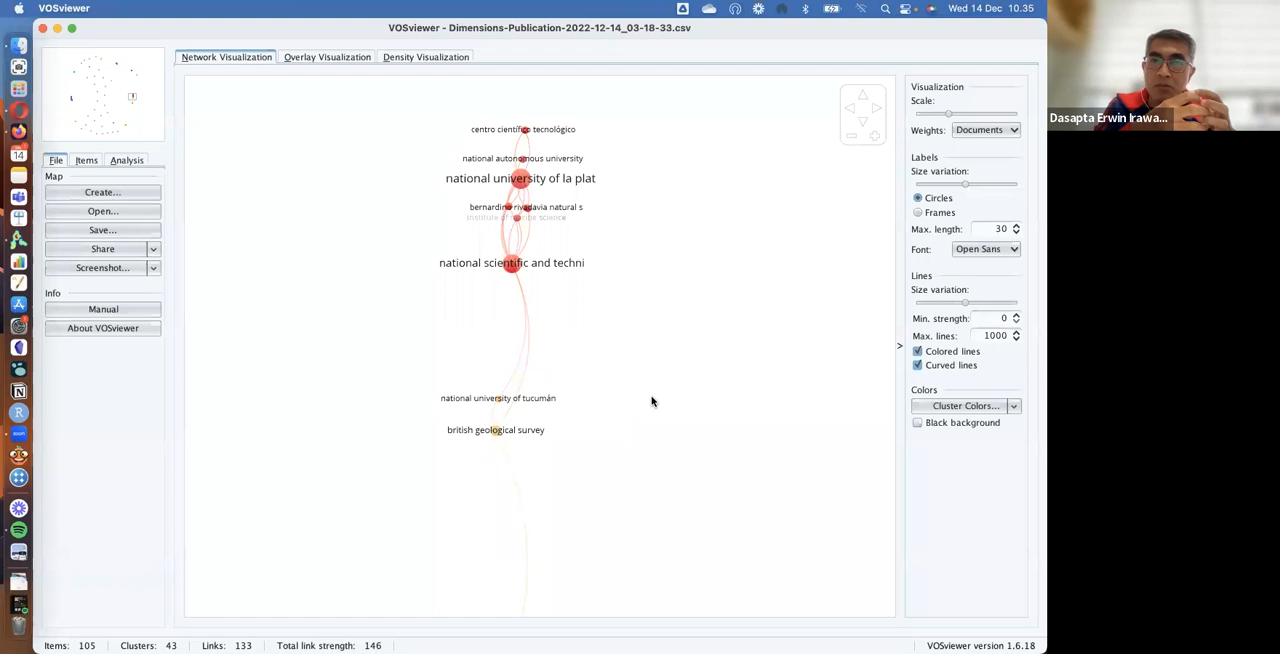 VOSviewer
Wed 14 Dec 10.35
VOSviewer - Dimensions-Publication-2022-12-14_03-18-33.csv
Network Visualization
Overlay Visualization
Density Visualization
File
Items
Analysis
Map
Create...
Open...
Save...
Share
Screenshot...
Info
Manual
About VOSviewer
centro científico tecnológico
national autonomous university
national university of la plat
bernardino rivadavia natural s
institute of marine science
national scientific and techni
national university of tucumán
british geological survey
Visualization
Scale:
Weights: Documents
Labels
Size variation:
Circles
Frames
Max. length: 30
Font: Open Sans
Lines
Size variation:
Min. strength: 0
Max. lines: 1000
Colored lines
Curved lines
Colors
Cluster Colors...
Black background
>
Items: 105 Clusters: 43 Links: 133 Total link strength: 146
VOSviewer version 1.6.18
Dasapta Erwin Irawa...